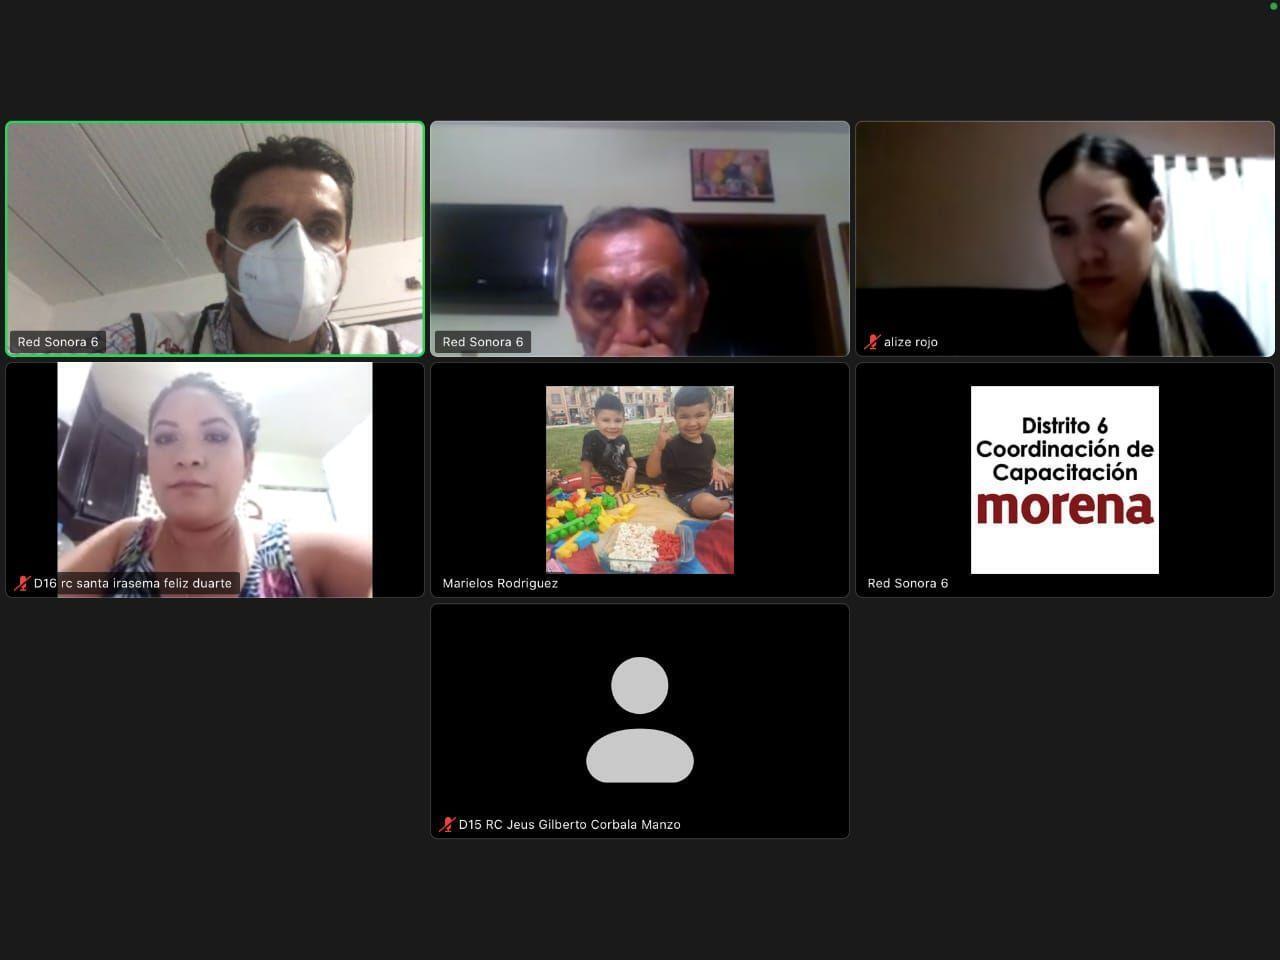 Red Sonora 6
Red Sonora 6
alize rojo
D16 rc santa irasema feliz duarte
Marielos Rodriguez
Distrito 6
Coordinación de
Capacitación
morena
Red Sonora 6
D15 RC Jeus Gilberto Corbala Manzo